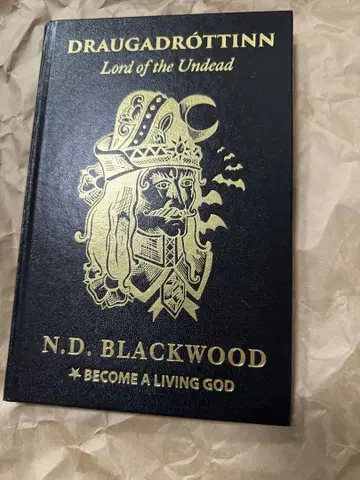 DRAUGADRÓTTINN
Lord of the Undead
N.D. BLACKWOOD
BECOME A LIVING GOD